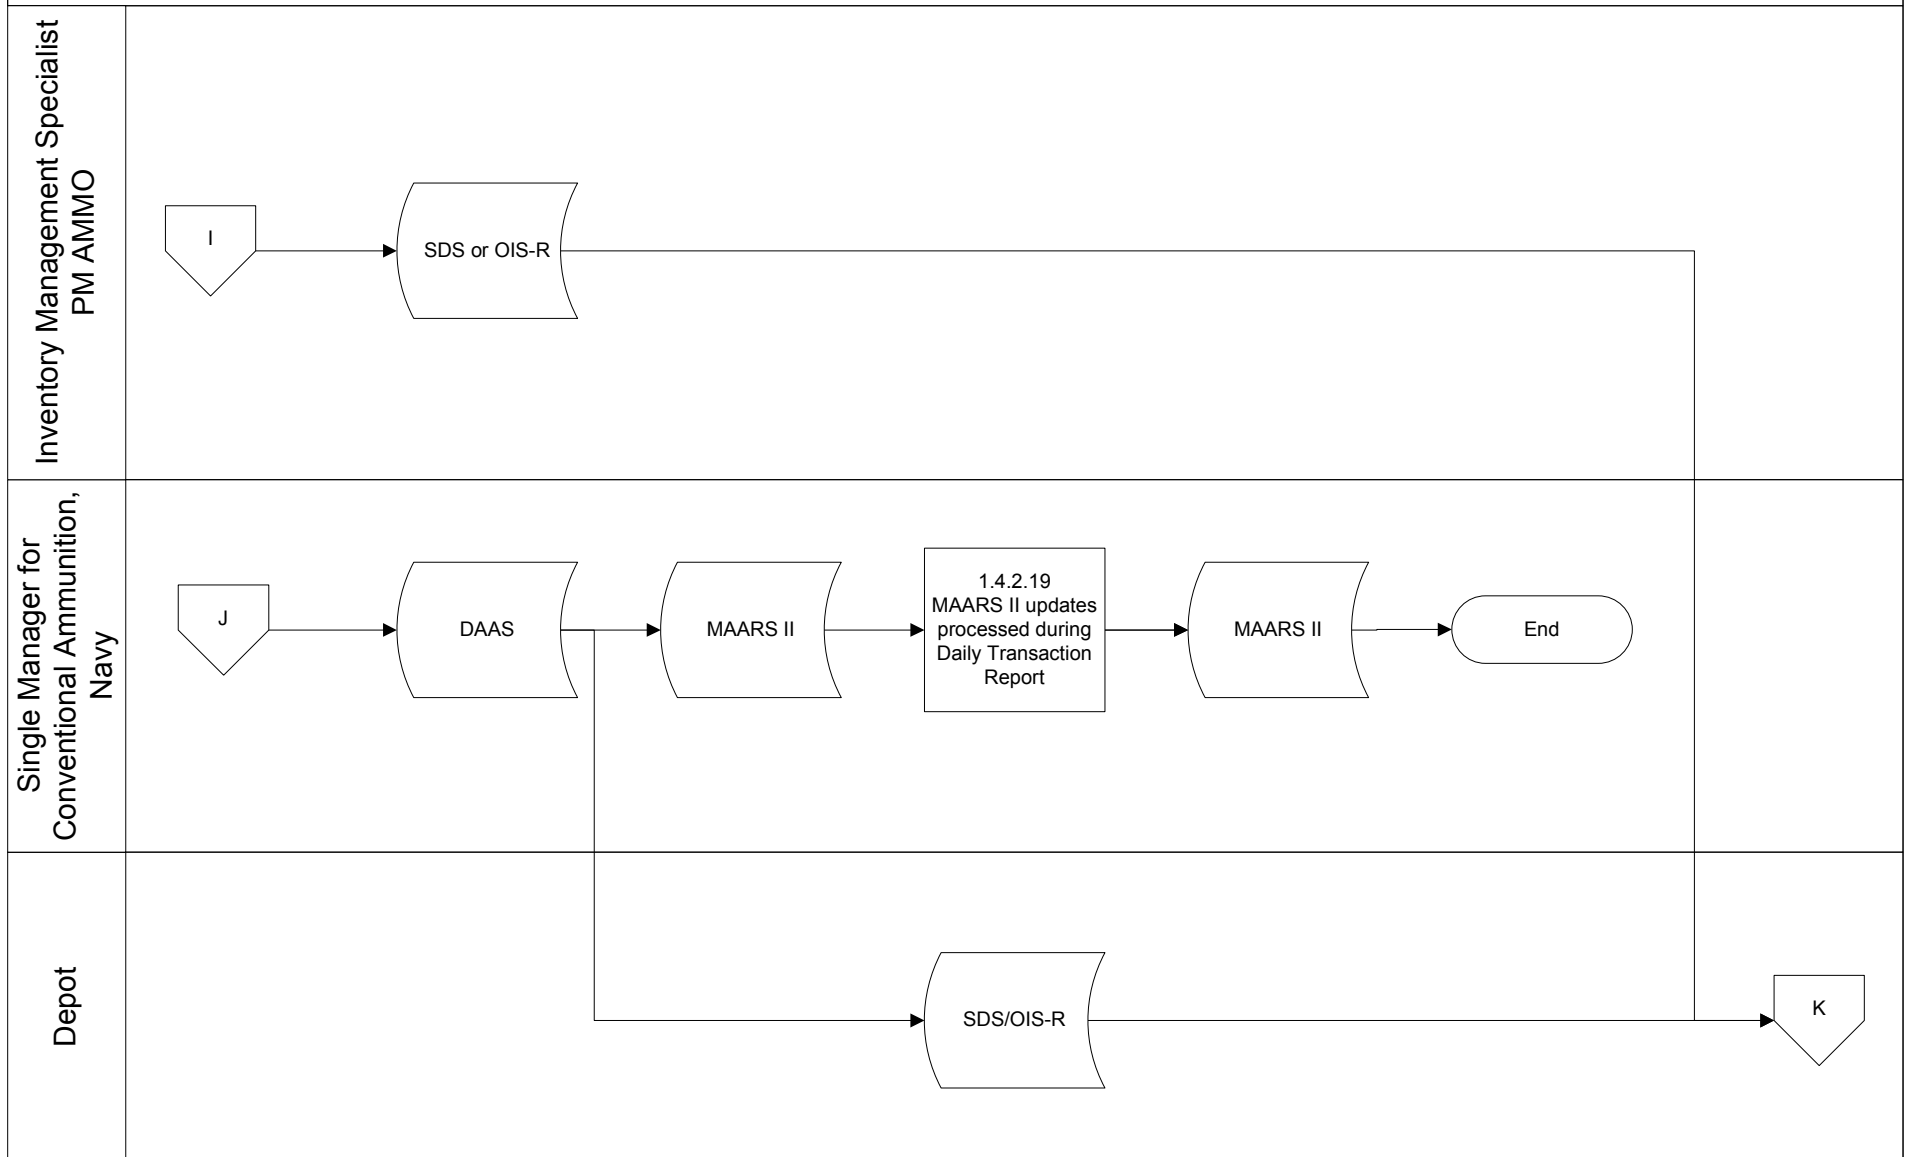 Inventory Management Specialist
PM AMMO
I
SDS or OIS-R
Single Manager for
Conventional Ammunition,
Navy
J
DAAS
MAARS II
1.4.2.19
MAARS II updates
processed during
Daily Transaction
Report
MAARS II
End
Depot
SDS/OIS-R
K